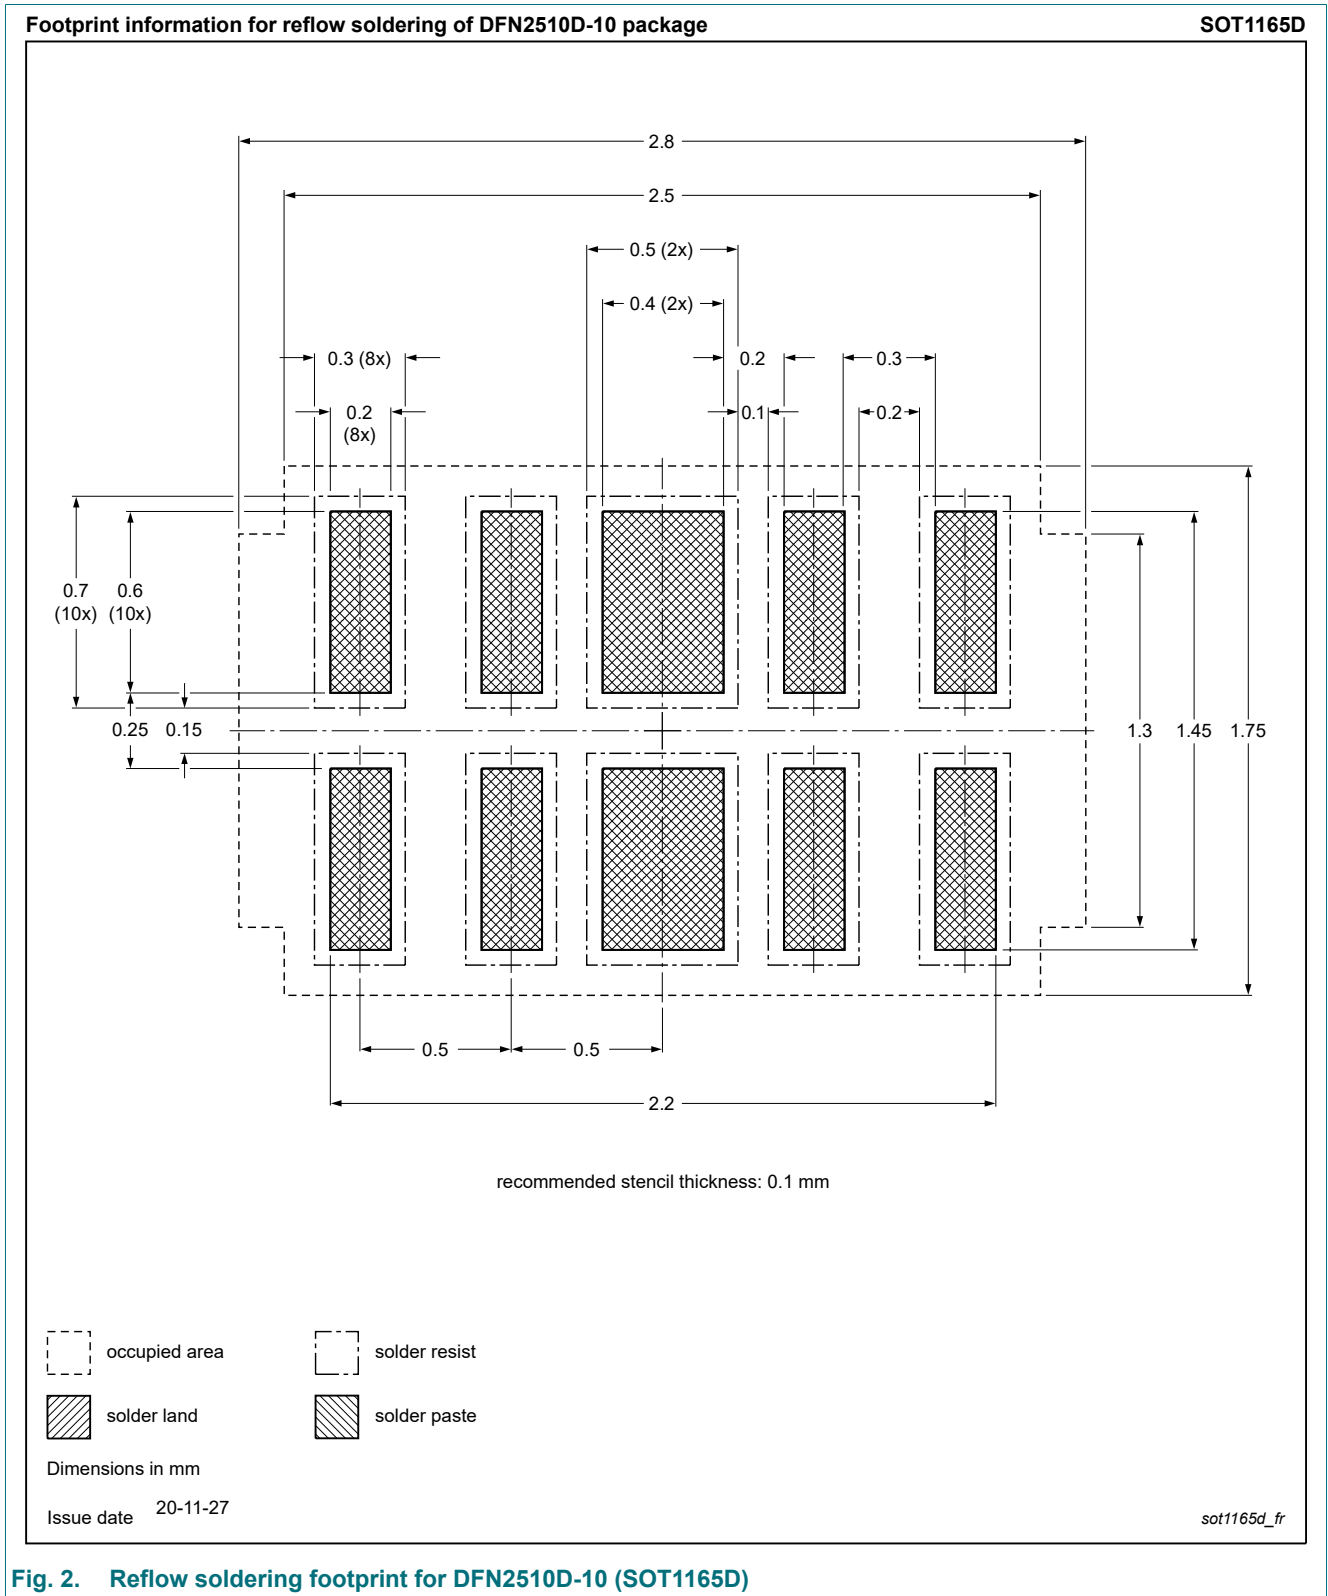 Footprint information for reflow soldering of DFN2510D-10 package SOT1165D
2.8
2.5
0.5 (2x)
0.4 (2x)
0.3 (8x) 0.2 0.3
0.2 0.1 0.2
(8x)
0.7 0.6
(10x) (10x)
0.25 0.15 1.3 1.45 1.75
0.5 0.5
2.2
recommended stencil thickness: 0.1 mm
occupied area solder resist
solder land solder paste
Dimensions in mm
Issue date 20-11-27 sot1165d_fr
Fig. 2. Reflow soldering footprint for DFN2510D-10 (SOT1165D)